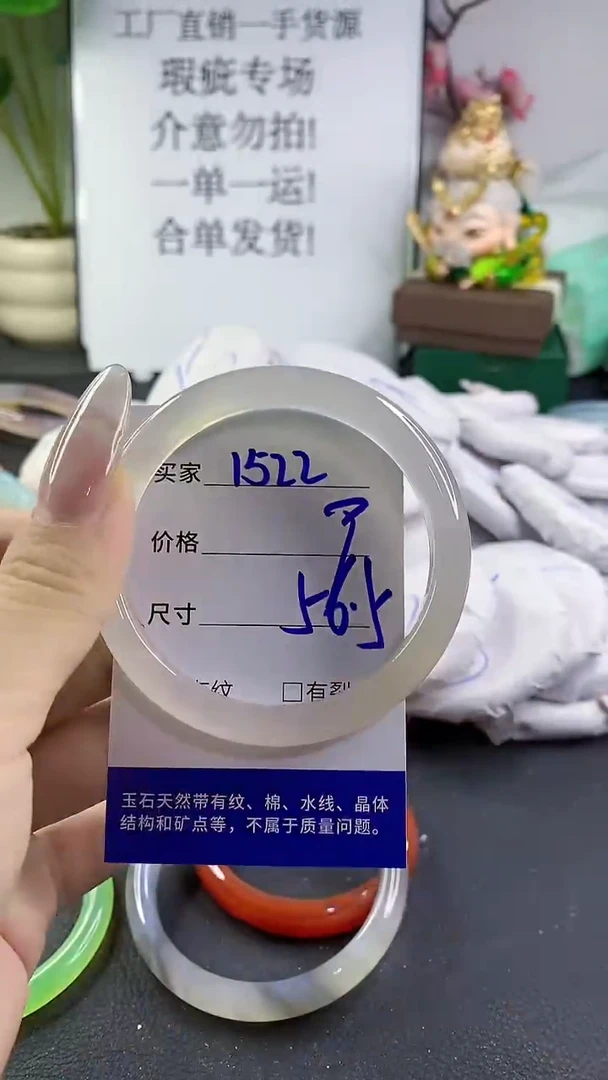 工厂直销一手货源
瑕疵专场
介意勿拍!
一单一运!
合单发货!
买家 1522
价格
尺寸 56.5
纹 □有裂
玉石天然带有纹、棉、水线、晶体
结构和矿点等，不属于质量问题。